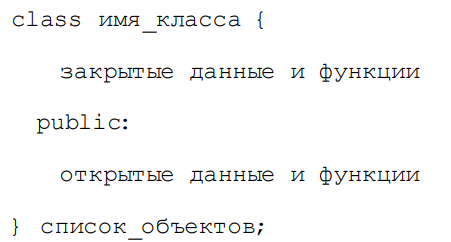 class имя_класса {
закрытые данные и функции
public:
открытые данные и функции
} список_объектов;